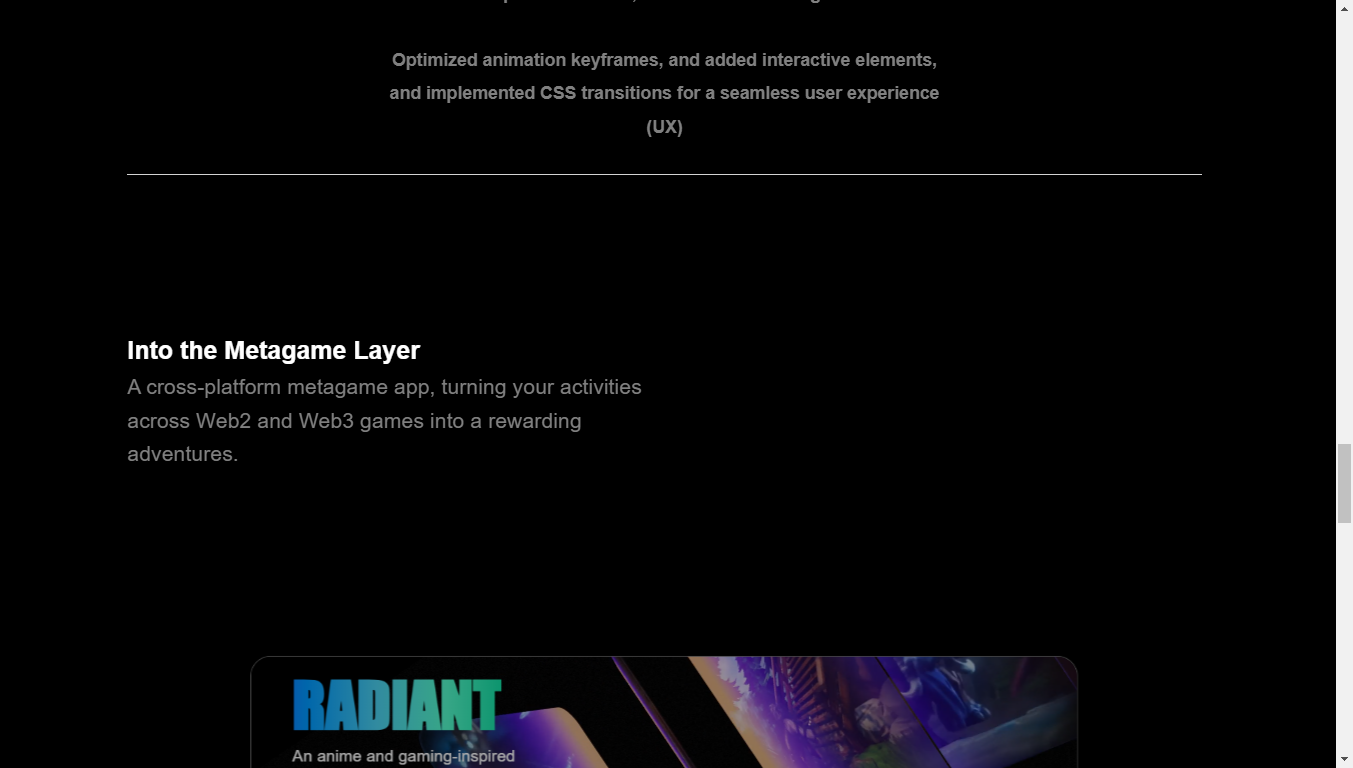 Optimized animation keyframes, and added interactive elements,
and implemented CSS transitions for a seamless user experience
(UX)
Into the Metagame Layer
A cross-platform metagame app, turning your activities
across Web2 and Web3 games into a rewarding
adventures.
RADIANT
An anime and gaming-inspired